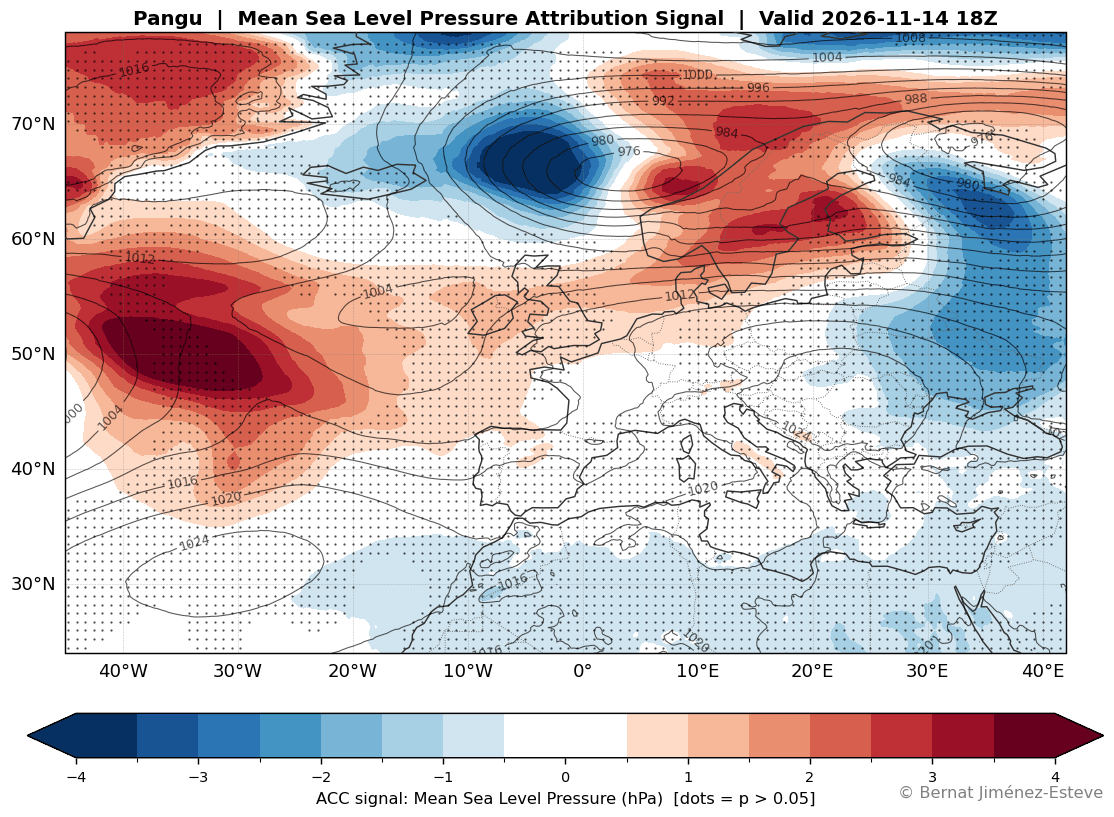 Pangu | Mean Sea Level Pressure Attribution Signal | Valid 2026-11-14 18Z
1008
1004
1016
1000
996
992
988
70°N
984
980
976
976
984
980
60°N
1012
1004
1012
50°N
1000
1004
1024
40°N
1016
1020
1020
1024
30°N
1016
1020
1016
40°W 30°W 20°W 10°W 0° 10°E 20°E 30°E 40°E
−4 −3 −2 −1 0 1 2 3 4
ACC signal: Mean Sea Level Pressure (hPa) [dots = p > 0.05]
© Bernat Jiménez-Esteve